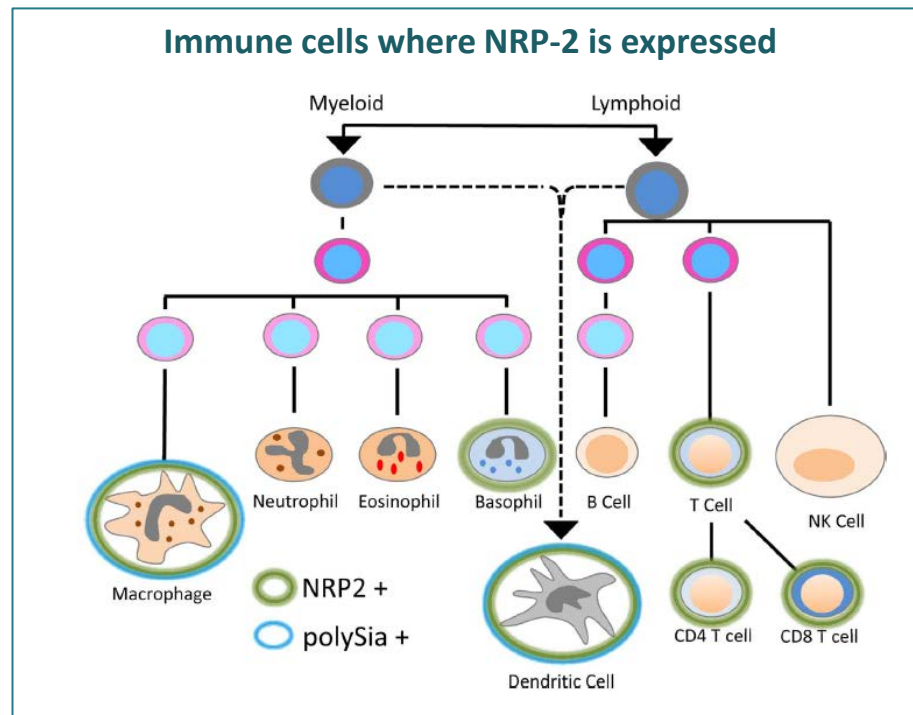 Immune cells where NRP-2 is expressed
Myeloid
Lymphoid
Neutrophil
Eosinophil
Basophil
B Cell
T Cell
NK Cell
Macrophage
NRP2 +
polySia +
CD4 T cell
CD8 T cell
Dendritic Cell